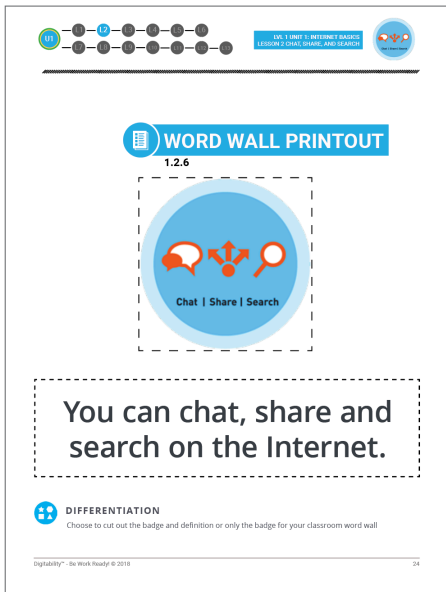 U1
L1 L2 L3 L4 L5 L6
L7 L8 L9 L10 L11 L12 L13
LVL 1 UNIT 1: INTERNET BASICS
LESSON 2 CHAT, SHARE, AND SEARCH
Chat | Share | Search
WORD WALL PRINTOUT
1.2.6
Chat | Share | Search
You can chat, share and
search on the Internet.
DIFFERENTIATION
Choose to cut out the badge and definition or only the badge for your classroom word wall
Digitability™ - Be Work Ready! © 2018
24